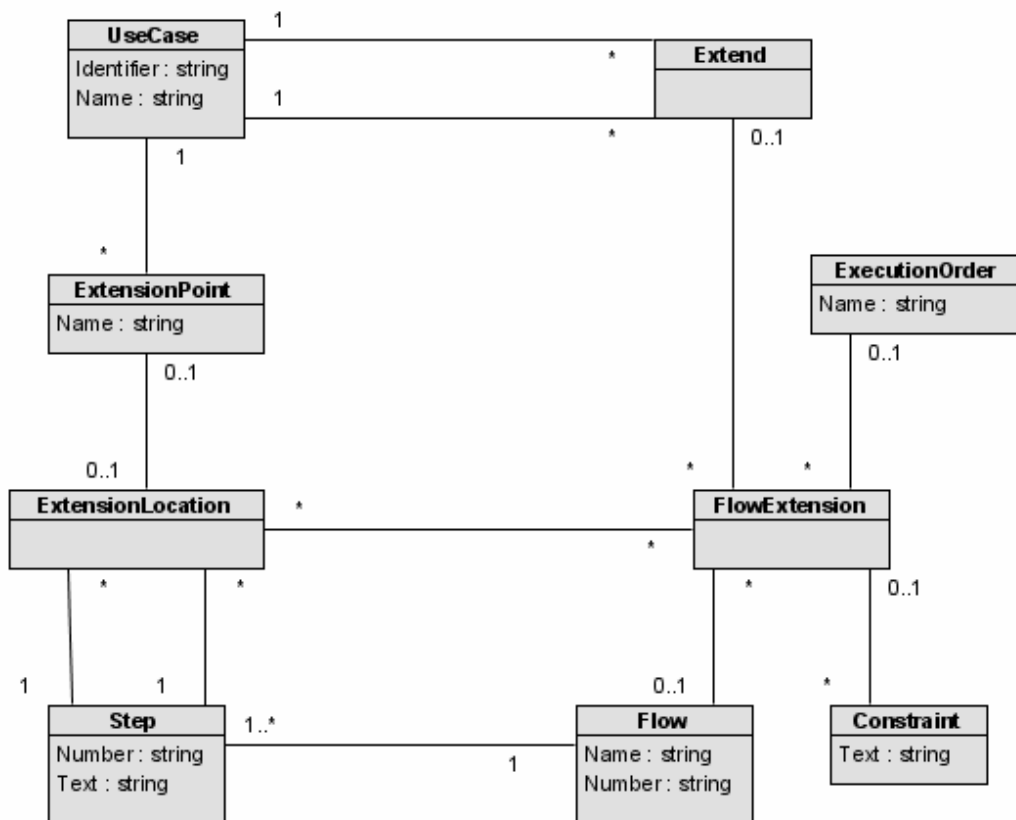 1
UseCase
Identifier : string
Name : string
*
Extend
1
*
0..1
1
*
ExtensionPoint
Name : string
ExecutionOrder
Name : string
0..1
0..1
0..1
*
*
ExtensionLocation
*
*
FlowExtension
*
*
*
0..1
1
1
0..1
*
Step
Number : string
Text : string
1..*
1
Flow
Name : string
Number : string
Constraint
Text : string